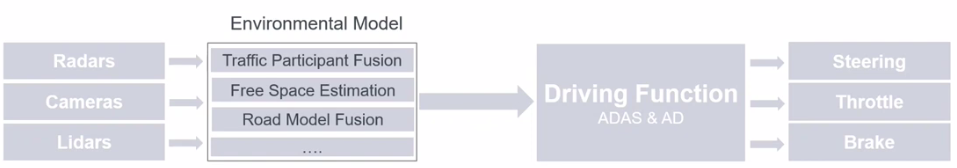 Environmental Model
Radars
Cameras
Lidars
Traffic Participant Fusion
Free Space Estimation
Road Model Fusion
....
Driving Function
ADAS & AD
Steering
Throttle
Brake